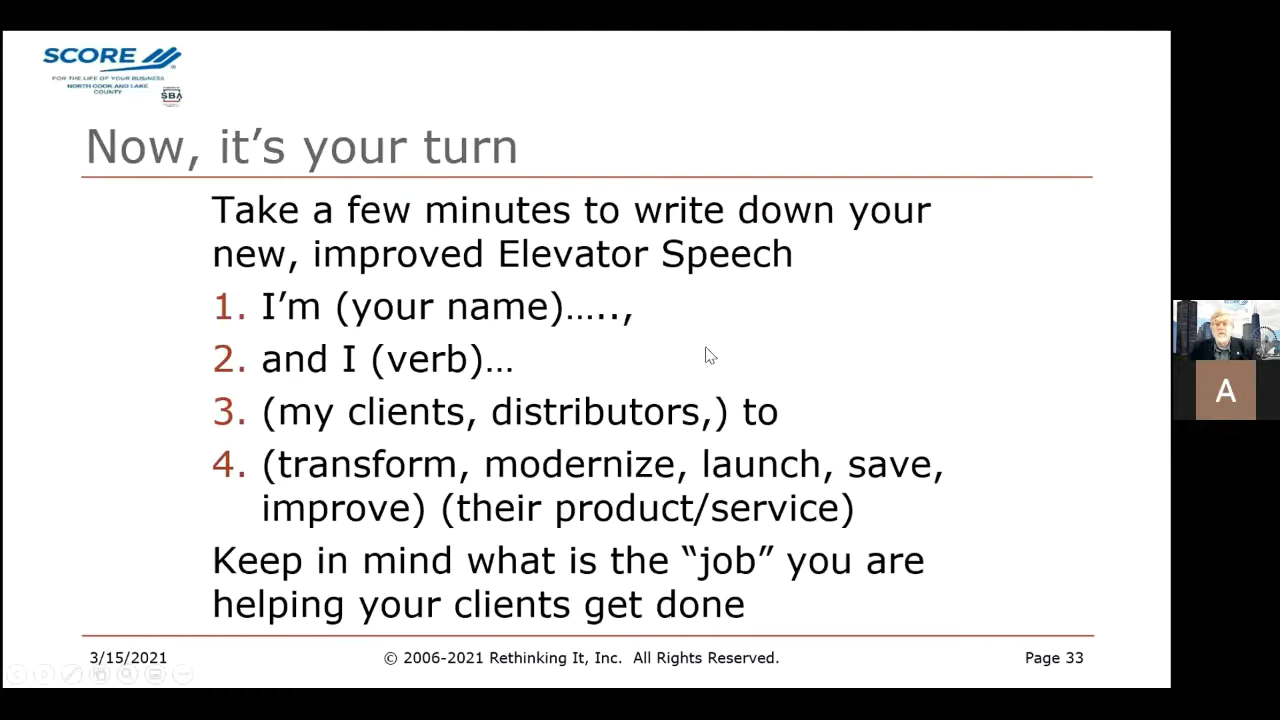 SCORE
FOR THE LIFE OF YOUR BUSINESS
NORTH COOK AND LAKE
COUNTY
SBA
Now, it's your turn
Take a few minutes to write down your
new, improved Elevator Speech
1. I'm (your name)…..,
2. and I (verb)…
3. (my clients, distributors,) to
4. (transform, modernize, launch, save,
improve) (their product/service)
Keep in mind what is the “job” you are
helping your clients get done
3/15/2021
© 2006-2021 Rethinking It, Inc. All Rights Reserved.
Page 33
SCORE
A